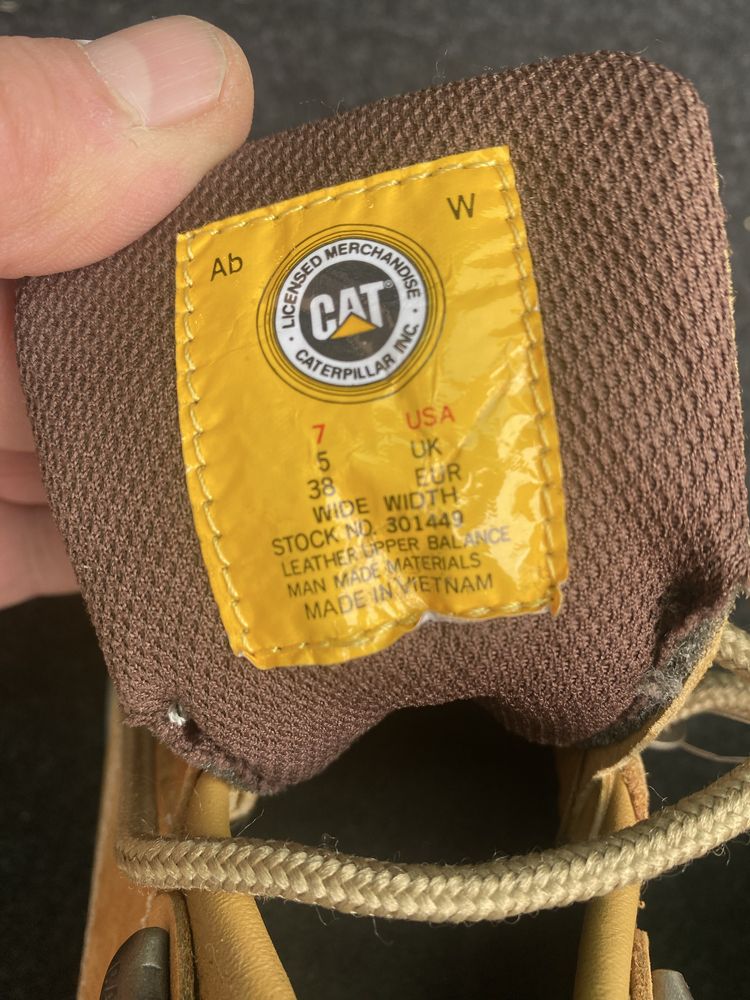 Ab W
LICENSED MERCHANDISE
CAT®
CATERPILLAR INC.
7 USA
5 UK
38 EUR
WIDE WIDTH
STOCK NO. 301449
LEATHER UPPER BALANCE
MAN MADE MATERIALS
MADE IN VIETNAM